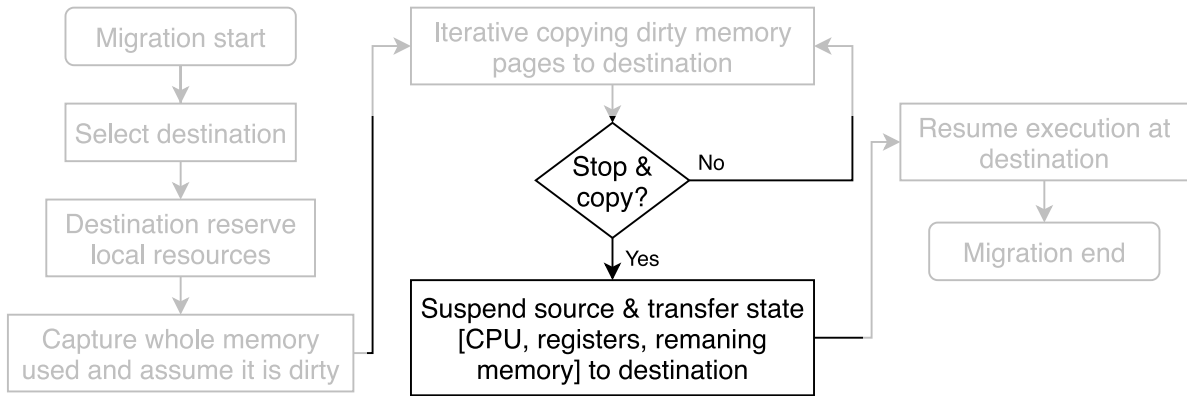 Migration start
Select destination
Destination reserve
local resources
Capture whole memory
used and assume it is dirty
Iterative copying dirty memory
pages to destination
Stop &
copy?
No
Yes
Suspend source & transfer state
[CPU, registers, remaning
memory] to destination
Resume execution at
destination
Migration end